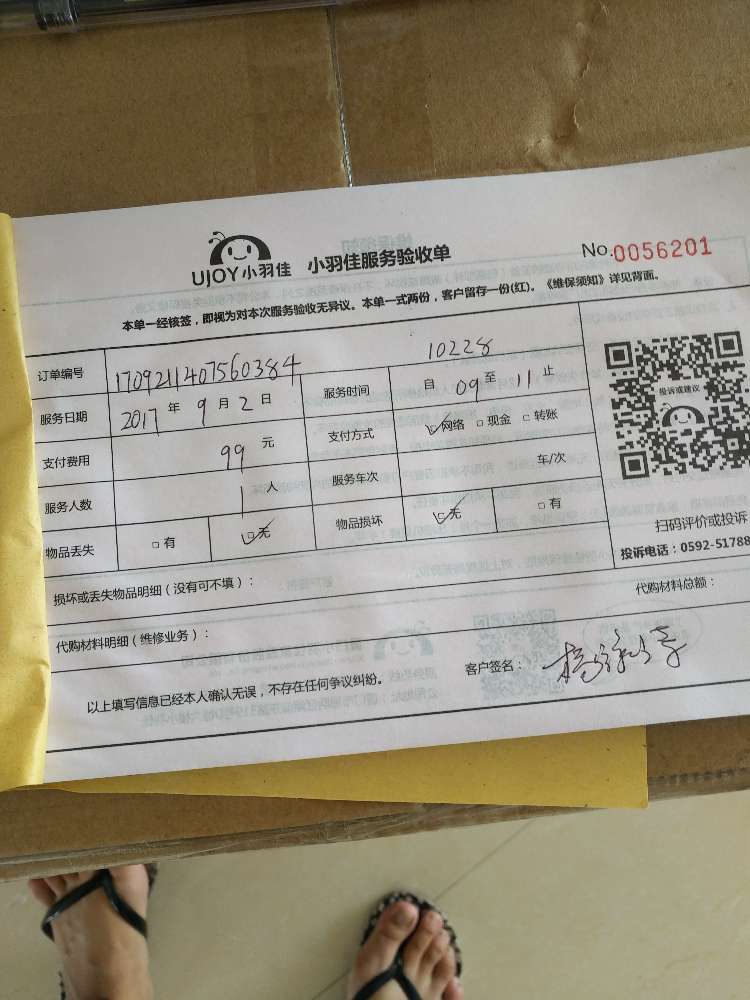 UJOY小羽佳 小羽佳服务验收单 No.0056201
本单一经核签，即视为对本次服务验收无异议。本单一式两份，客户留存一份(红)。《维保须知》详见背面。
订单编号 1709211407560384 10228
服务日期 2017 年 9 月 2 日 服务时间 自 09 至 11 止
支付费用 99 元 支付方式 ☑网络 □现金 □转账
服务人数 1 人 服务车次 车/次
物品丢失 □有 ☑无 物品损坏 ☑无 □有
投诉或建议
扫码评价或投诉
投诉电话：0592-51788
损坏或丢失物品明细（没有可不填）：
代购材料明细（维修业务）： 代购材料总额：
以上填写信息已经本人确认无误，不存在任何争议纠纷。 客户签名：